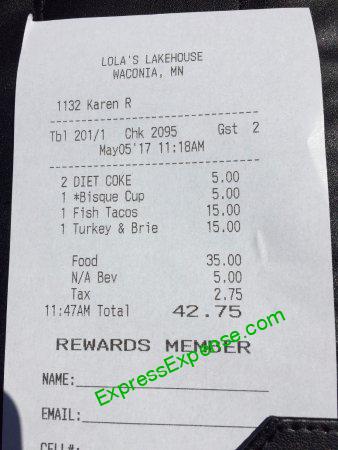 LOLA'S LAKEHOUSE
WACONIA, MN
1132 Karen R
Tbl 201/1 Chk 2095 Gst 2
May05'17 11:18AM
2 DIET COKE 5.00
1 *Bisque Cup 5.00
1 Fish Tacos 15.00
1 Turkey & Brie 15.00
Food 35.00
N/A Bev 5.00
Tax 2.75
11:47AM Total 42.75
REWARDS MEMBER
ExpressExpense.com
NAME:
EMAIL:
CELL#: